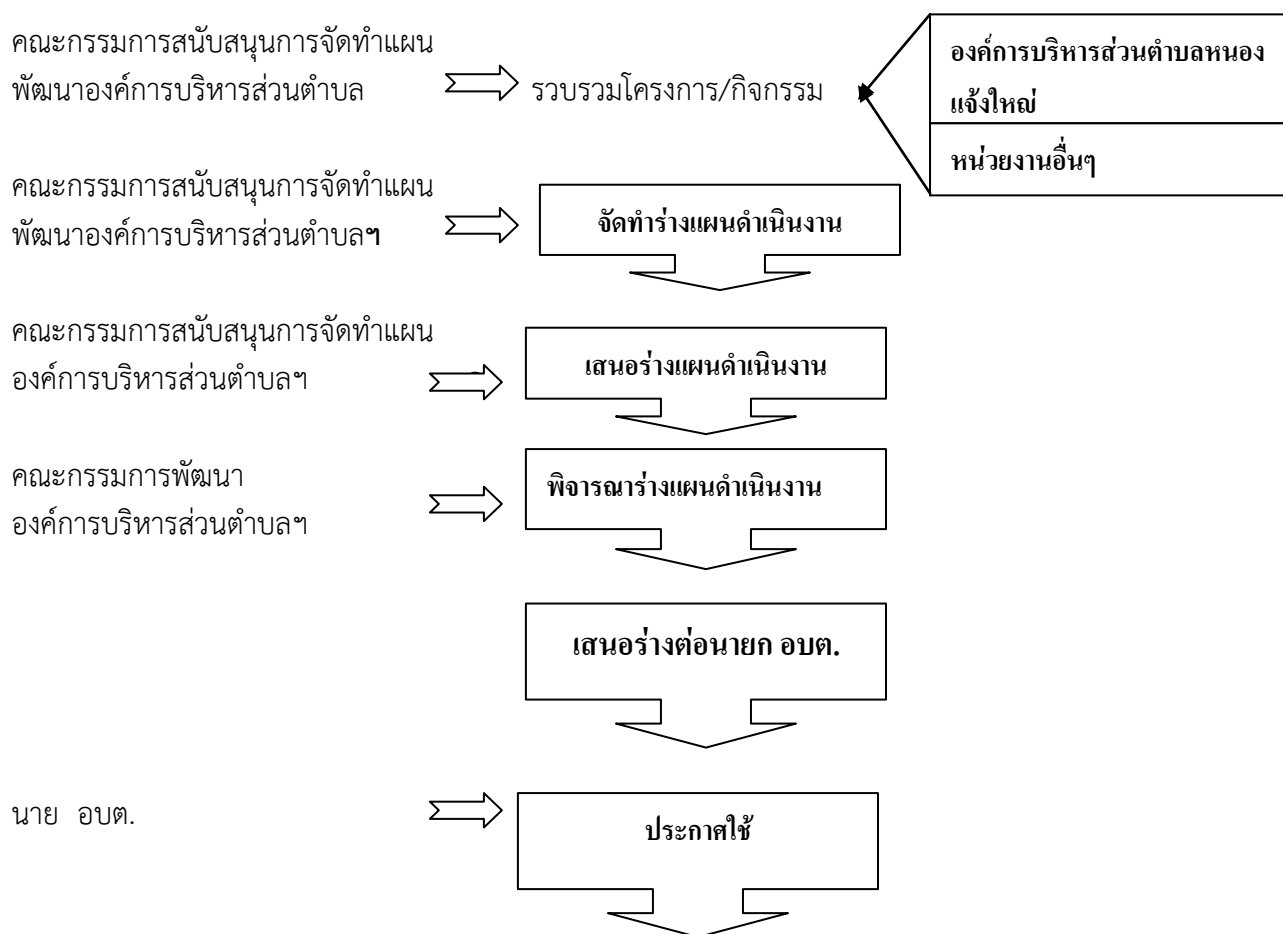 คณะกรรมการสนับสนุนการจัดทำแผน
พัฒนาองค์การบริหารส่วนตำบล
รวบรวมโครงการ/กิจกรรม
องค์การบริหารส่วนตำบลหนอง
แจ้งใหญ่
หน่วยงานอื่นๆ
คณะกรรมการสนับสนุนการจัดทำแผน
พัฒนาองค์การบริหารส่วนตำบลฯ
จัดทำร่างแผนดำเนินงาน
คณะกรรมการสนับสนุนการจัดทำแผน
องค์การบริหารส่วนตำบลฯ
เสนอร่างแผนดำเนินงาน
คณะกรรมการพัฒนา
องค์การบริหารส่วนตำบลฯ
พิจารณาร่างแผนดำเนินงาน
เสนอร่างต่อนายก อบต.
นาย อบต.
ประกาศใช้